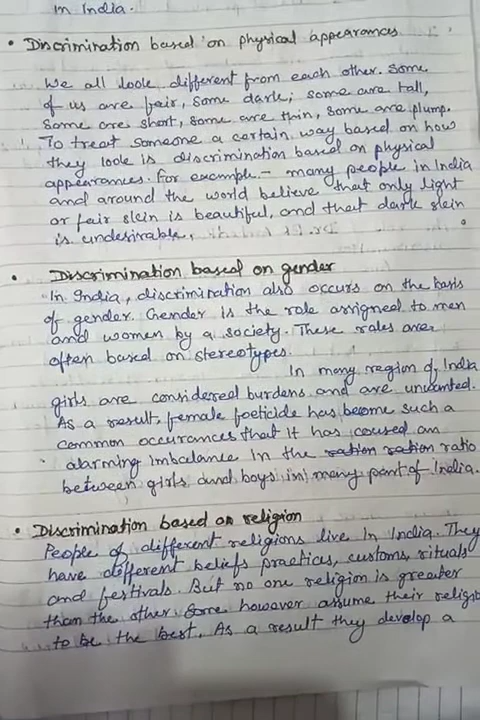 in India.
• Discrimination based on physical appearances
We all look different from each other. Some
of us are fair, some dark; some are tall,
some are short, some are thin, some are plump.
To treat someone a certain way based on how
they look is discrimination based on physical
appearances. For example - many people in India
and around the world believe that only light
or fair skin is beautiful, and that dark skin
is undesirable.
• Discrimination based on gender
In India, discrimination also occurs on the basis
of gender. Gender is the role assigned to men
and women by a society. These roles are
often based on stereotypes.
In many region of India
girls are considered burdens and are unwanted.
As a result, female foeticide has become such a
common occurances that it has caused an
alarming imbalance in the ration ration ratio
between girls and boys in many part of India.
• Discrimination based on religion
People of different religions live in India. They
have different beliefs practices, customs, rituals
and festivals. But no one religion is greater
than the other. Some however assume their religio
to be the best. As a result they develop a